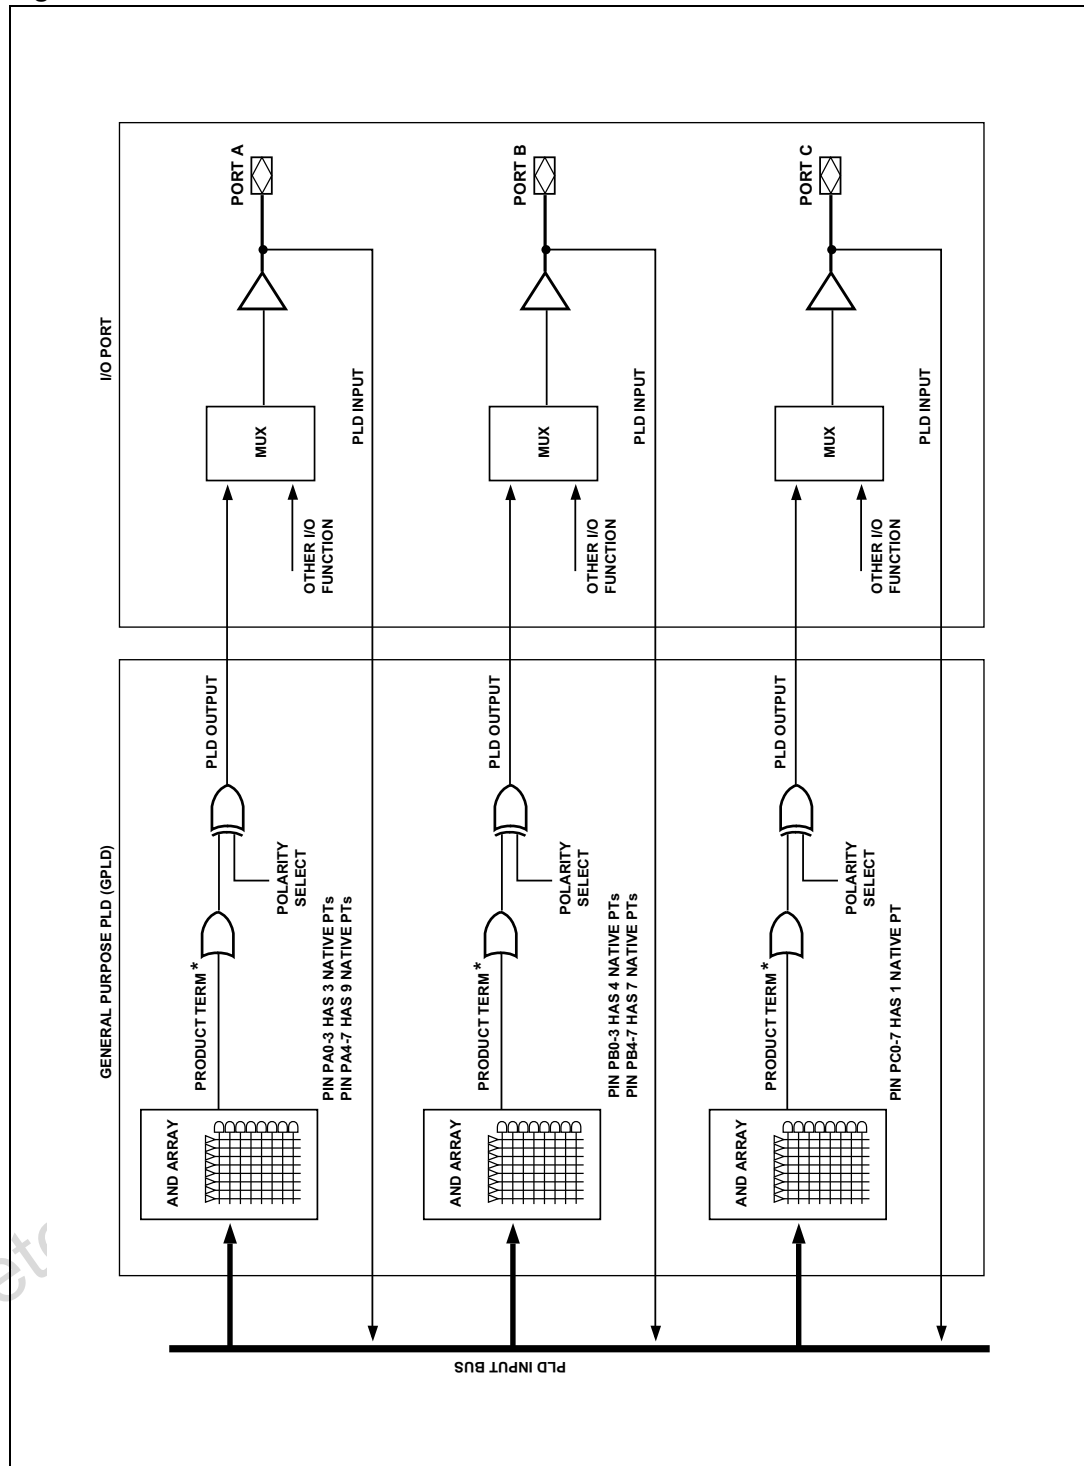 I/O PORT
PORT A
MUX
OTHER I/O
FUNCTION
PLD INPUT
PORT B
MUX
OTHER I/O
FUNCTION
PLD INPUT
PORT C
MUX
OTHER I/O
FUNCTION
PLD INPUT
GENERAL PURPOSE PLD (GPLD)
PLD OUTPUT
POLARITY
SELECT
PRODUCT TERM *
PIN PA0-3 HAS 3 NATIVE PTs
PIN PA4-7 HAS 9 NATIVE PTs
AND ARRAY
PLD OUTPUT
POLARITY
SELECT
PRODUCT TERM *
PIN PB0-3 HAS 4 NATIVE PTs
PIN PB4-7 HAS 7 NATIVE PTs
AND ARRAY
PLD OUTPUT
POLARITY
SELECT
PRODUCT TERM *
PIN PC0-7 HAS 1 NATIVE PT
AND ARRAY
PLD INPUT BUS